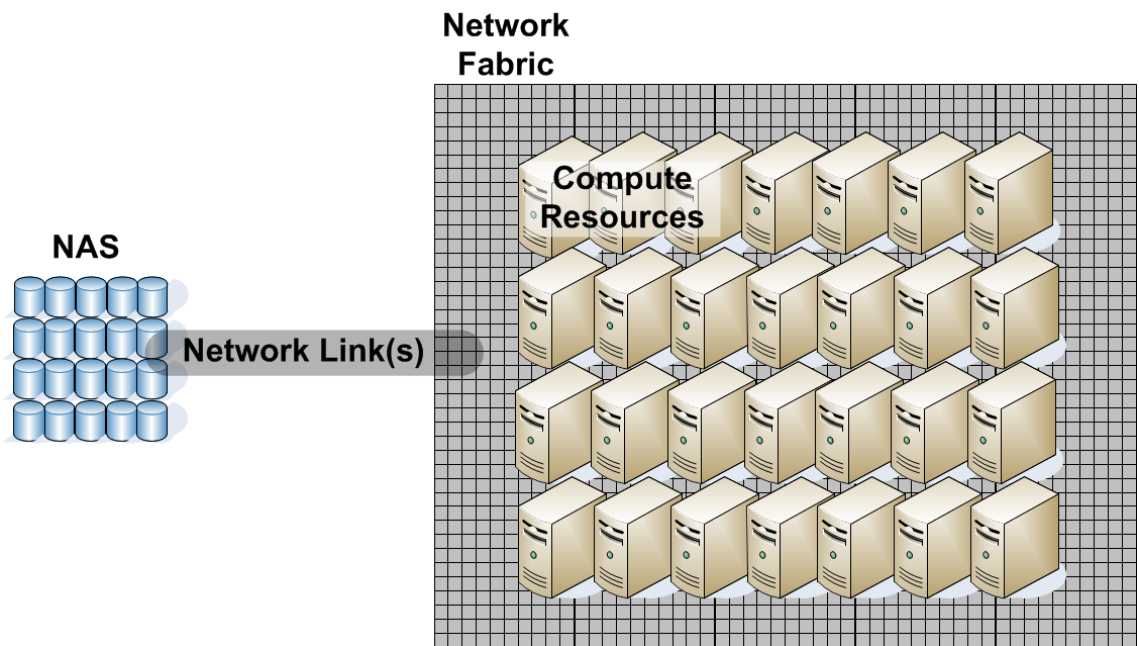 Network
Fabric
Compute
Resources
NAS
Network Link(s)